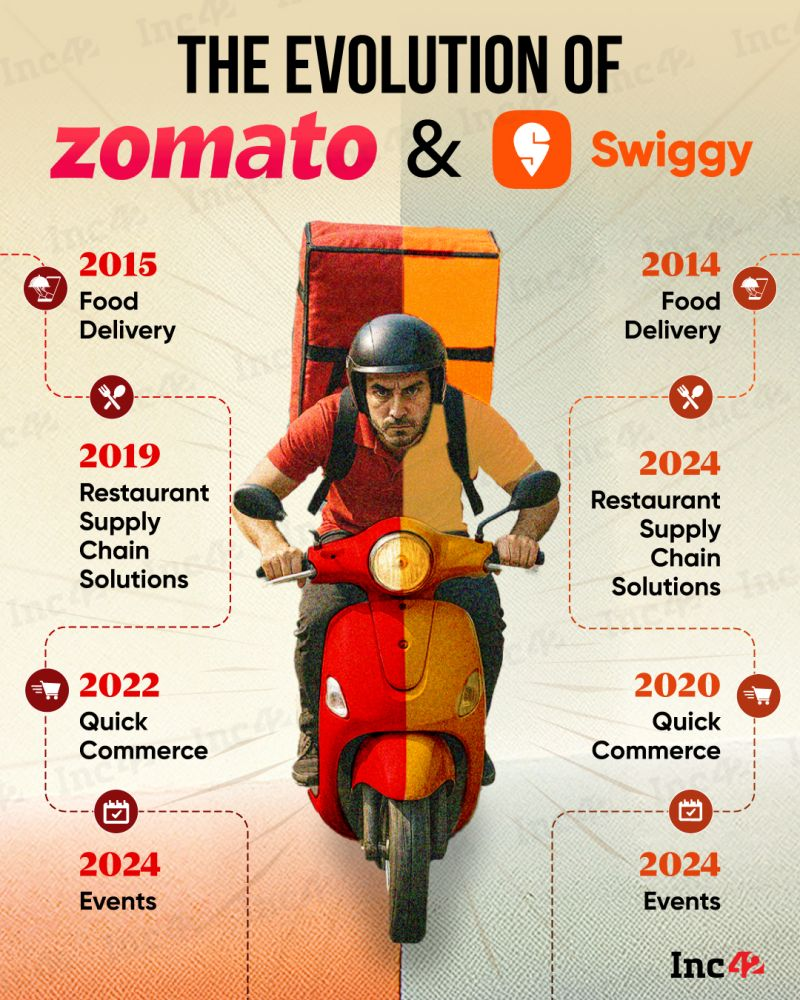 THE EVOLUTION OF
zomato & Swiggy
2015
Food
Delivery
2019
Restaurant
Supply
Chain
Solutions
2022
Quick
Commerce
2024
Events
2014
Food
Delivery
2024
Restaurant
Supply
Chain
Solutions
2020
Quick
Commerce
2024
Events
Inc42